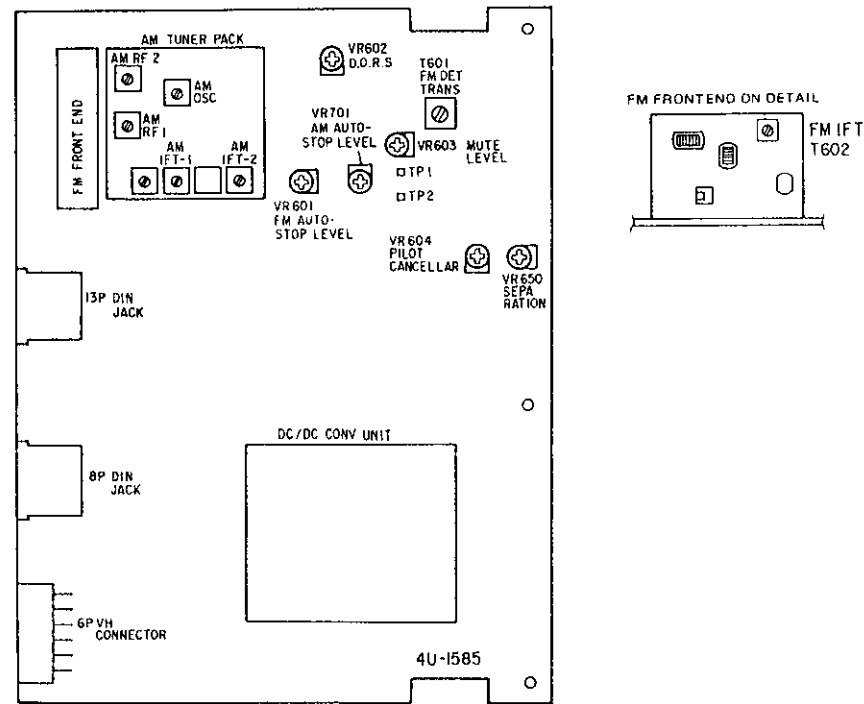 AM TUNER PACK
AM RF 2
AM
OSC
AM
RF1
AM
IFT-1
AM
IFT-2
FM FRONT END
VR602
D.O.R.S
T601
FM DET
TRANS
VR701
AM AUTO-
STOP LEVEL
VR603
MUTE
LEVEL
TP1
TP2
VR601
FM AUTO-
STOP LEVEL
VR604
PILOT
CANCELLAR
VR650
SEPA
RATION
FM FRONTEND ON DETAIL
FM IFT
T602
13P DIN
JACK
DC/DC CONV UNIT
8P DIN
JACK
6P VH
CONNECTOR
4U-1585